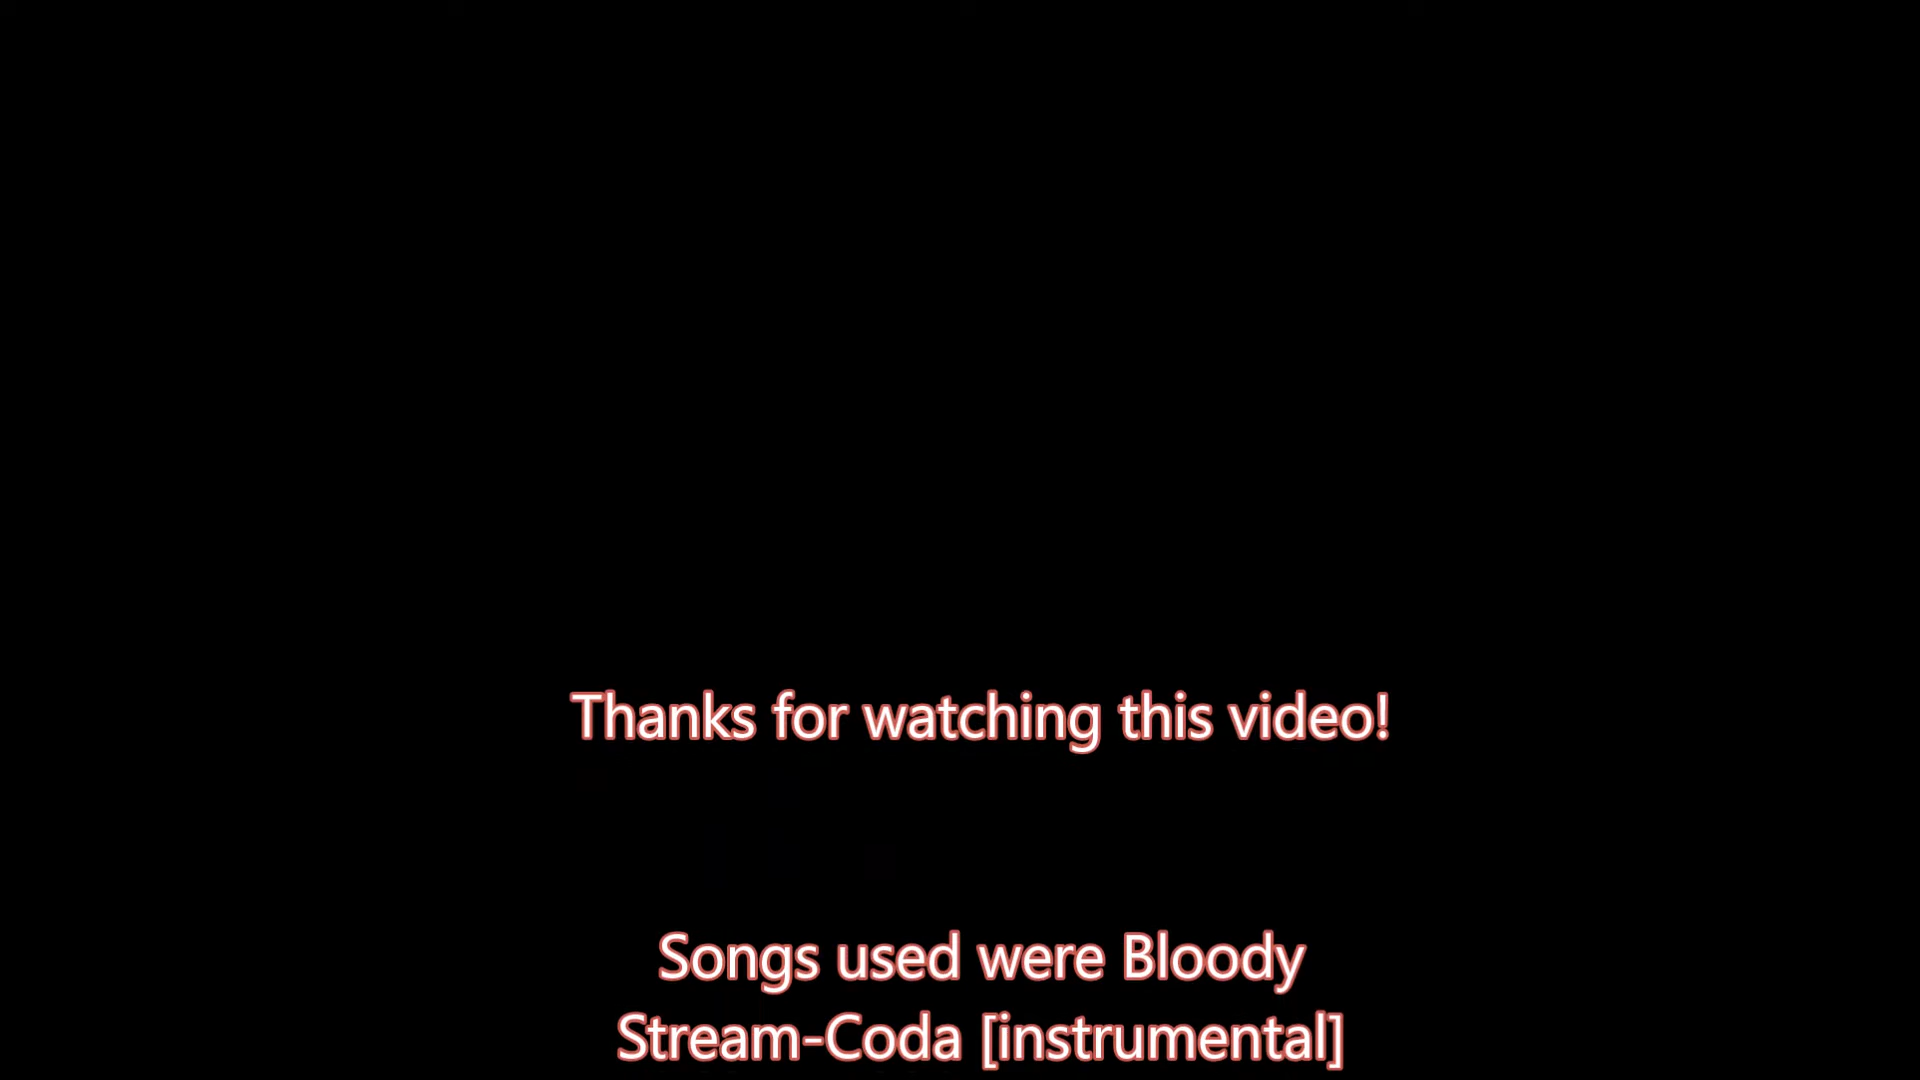 Thanks for watching this video!
Songs used were Bloody
Stream-Coda [instrumental]